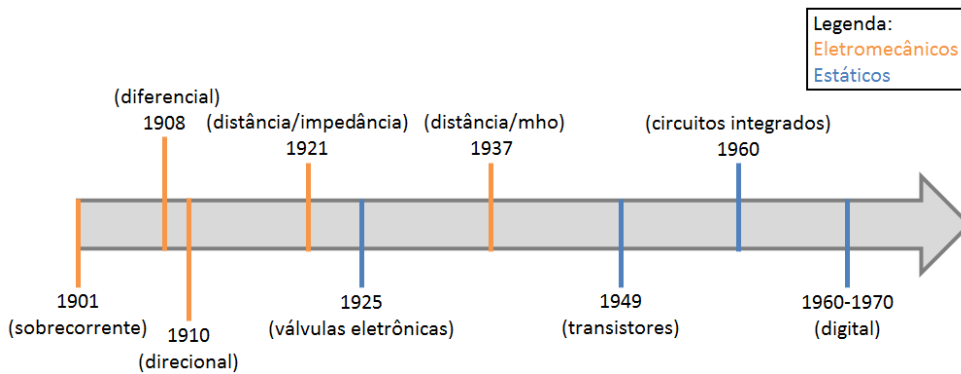 Legenda:
Eletromecânicos
Estáticos
(diferencial)
1908
(distância/impedância)
1921
(distância/mho)
1937
(circuitos integrados)
1960
1901
(sobrecorrente)
1910
(direcional)
1925
(válvulas eletrônicas)
1949
(transistores)
1960-1970
(digital)